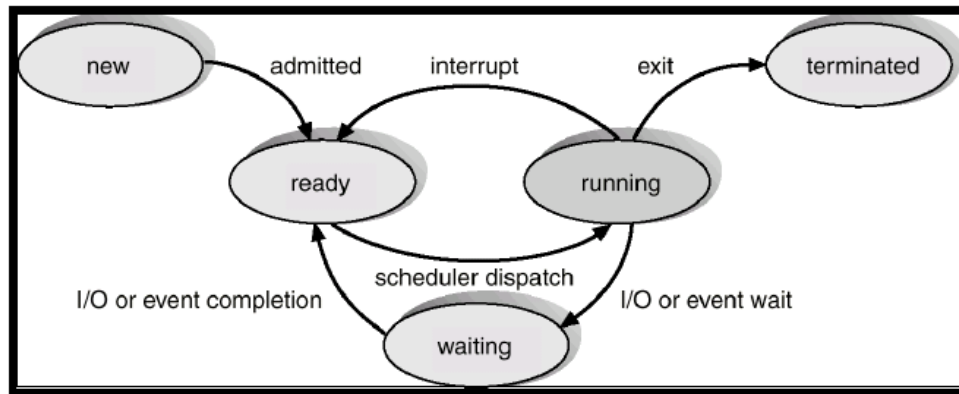 new
admitted
interrupt
exit
terminated
ready
running
scheduler dispatch
I/O or event completion
I/O or event wait
waiting